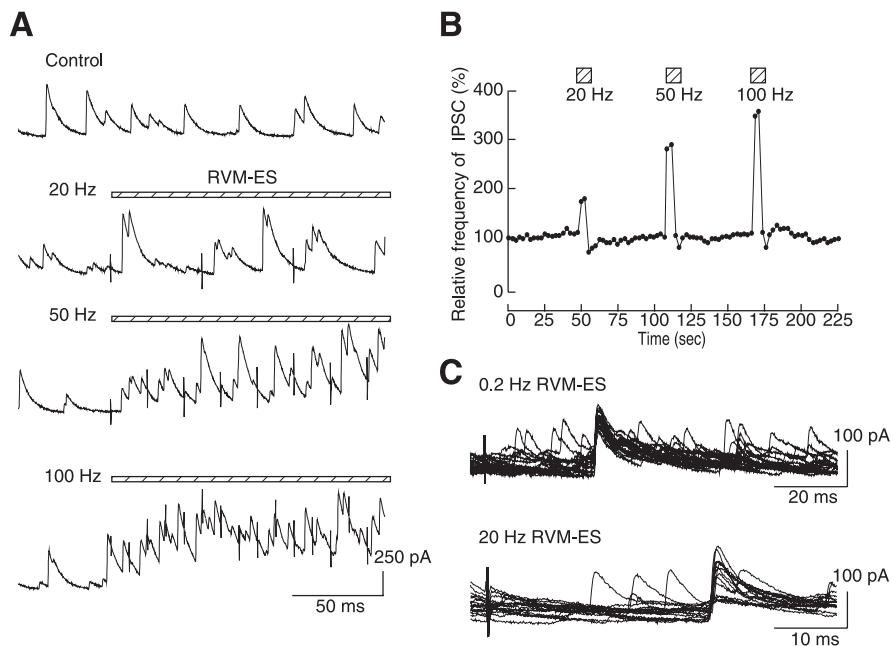 A
Control
20 Hz
RVM-ES
50 Hz
100 Hz
250 pA
50 ms
B
Relative frequency of IPSC (%)
400
300
200
100
0
20 Hz
50 Hz
100 Hz
0 25 50 75 100 125 150 175 200 225
Time (sec)
C
0.2 Hz RVM-ES
100 pA
20 ms
20 Hz RVM-ES
100 pA
10 ms